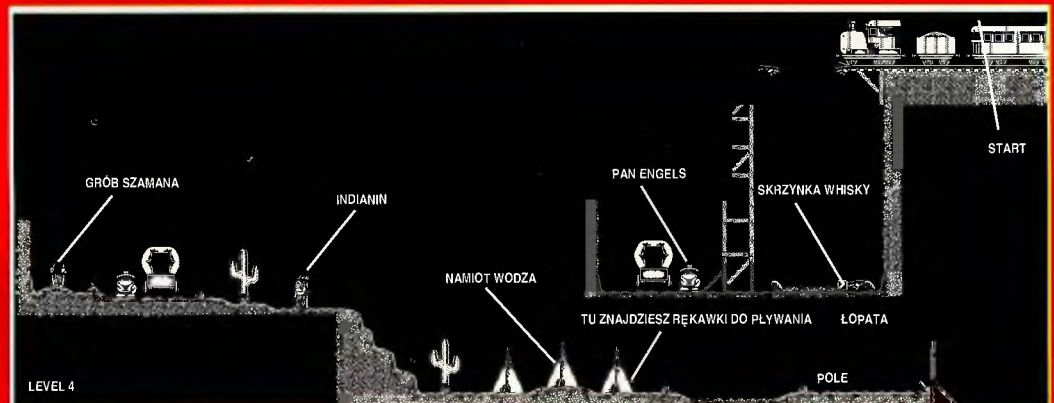 START
GRÓB SZAMANA
PAN ENGELS
SKRZYNKA WHISKY
INDIANIN
NAMIOT WODZA
TU ZNAJDZIESZ RĘKAWKI DO PŁYWANIA
ŁOPATA
LEVEL 4
POLE